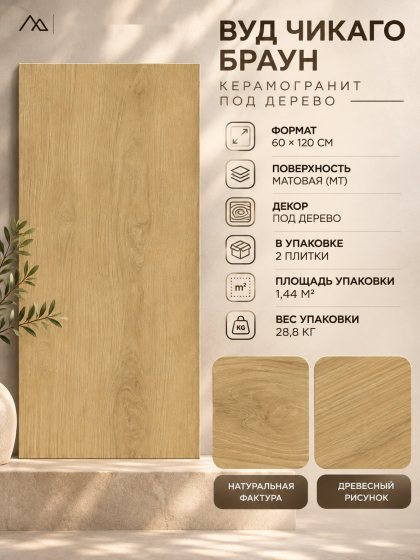 ВУД ЧИКАГО
БРАУН
КЕРАМОГРАНИТ
ПОД ДЕРЕВО
ФОРМАТ
60 × 120 СМ
ПОВЕРХНОСТЬ
МАТОВАЯ (MT)
ДЕКОР
ПОД ДЕРЕВО
В УПАКОВКЕ
2 ПЛИТКИ
m²
ПЛОЩАДЬ УПАКОВКИ
1,44 М²
KG
ВЕС УПАКОВКИ
28,8 КГ
НАТУРАЛЬНАЯ
ФАКТУРА
ДРЕВЕСНЫЙ
РИСУНОК